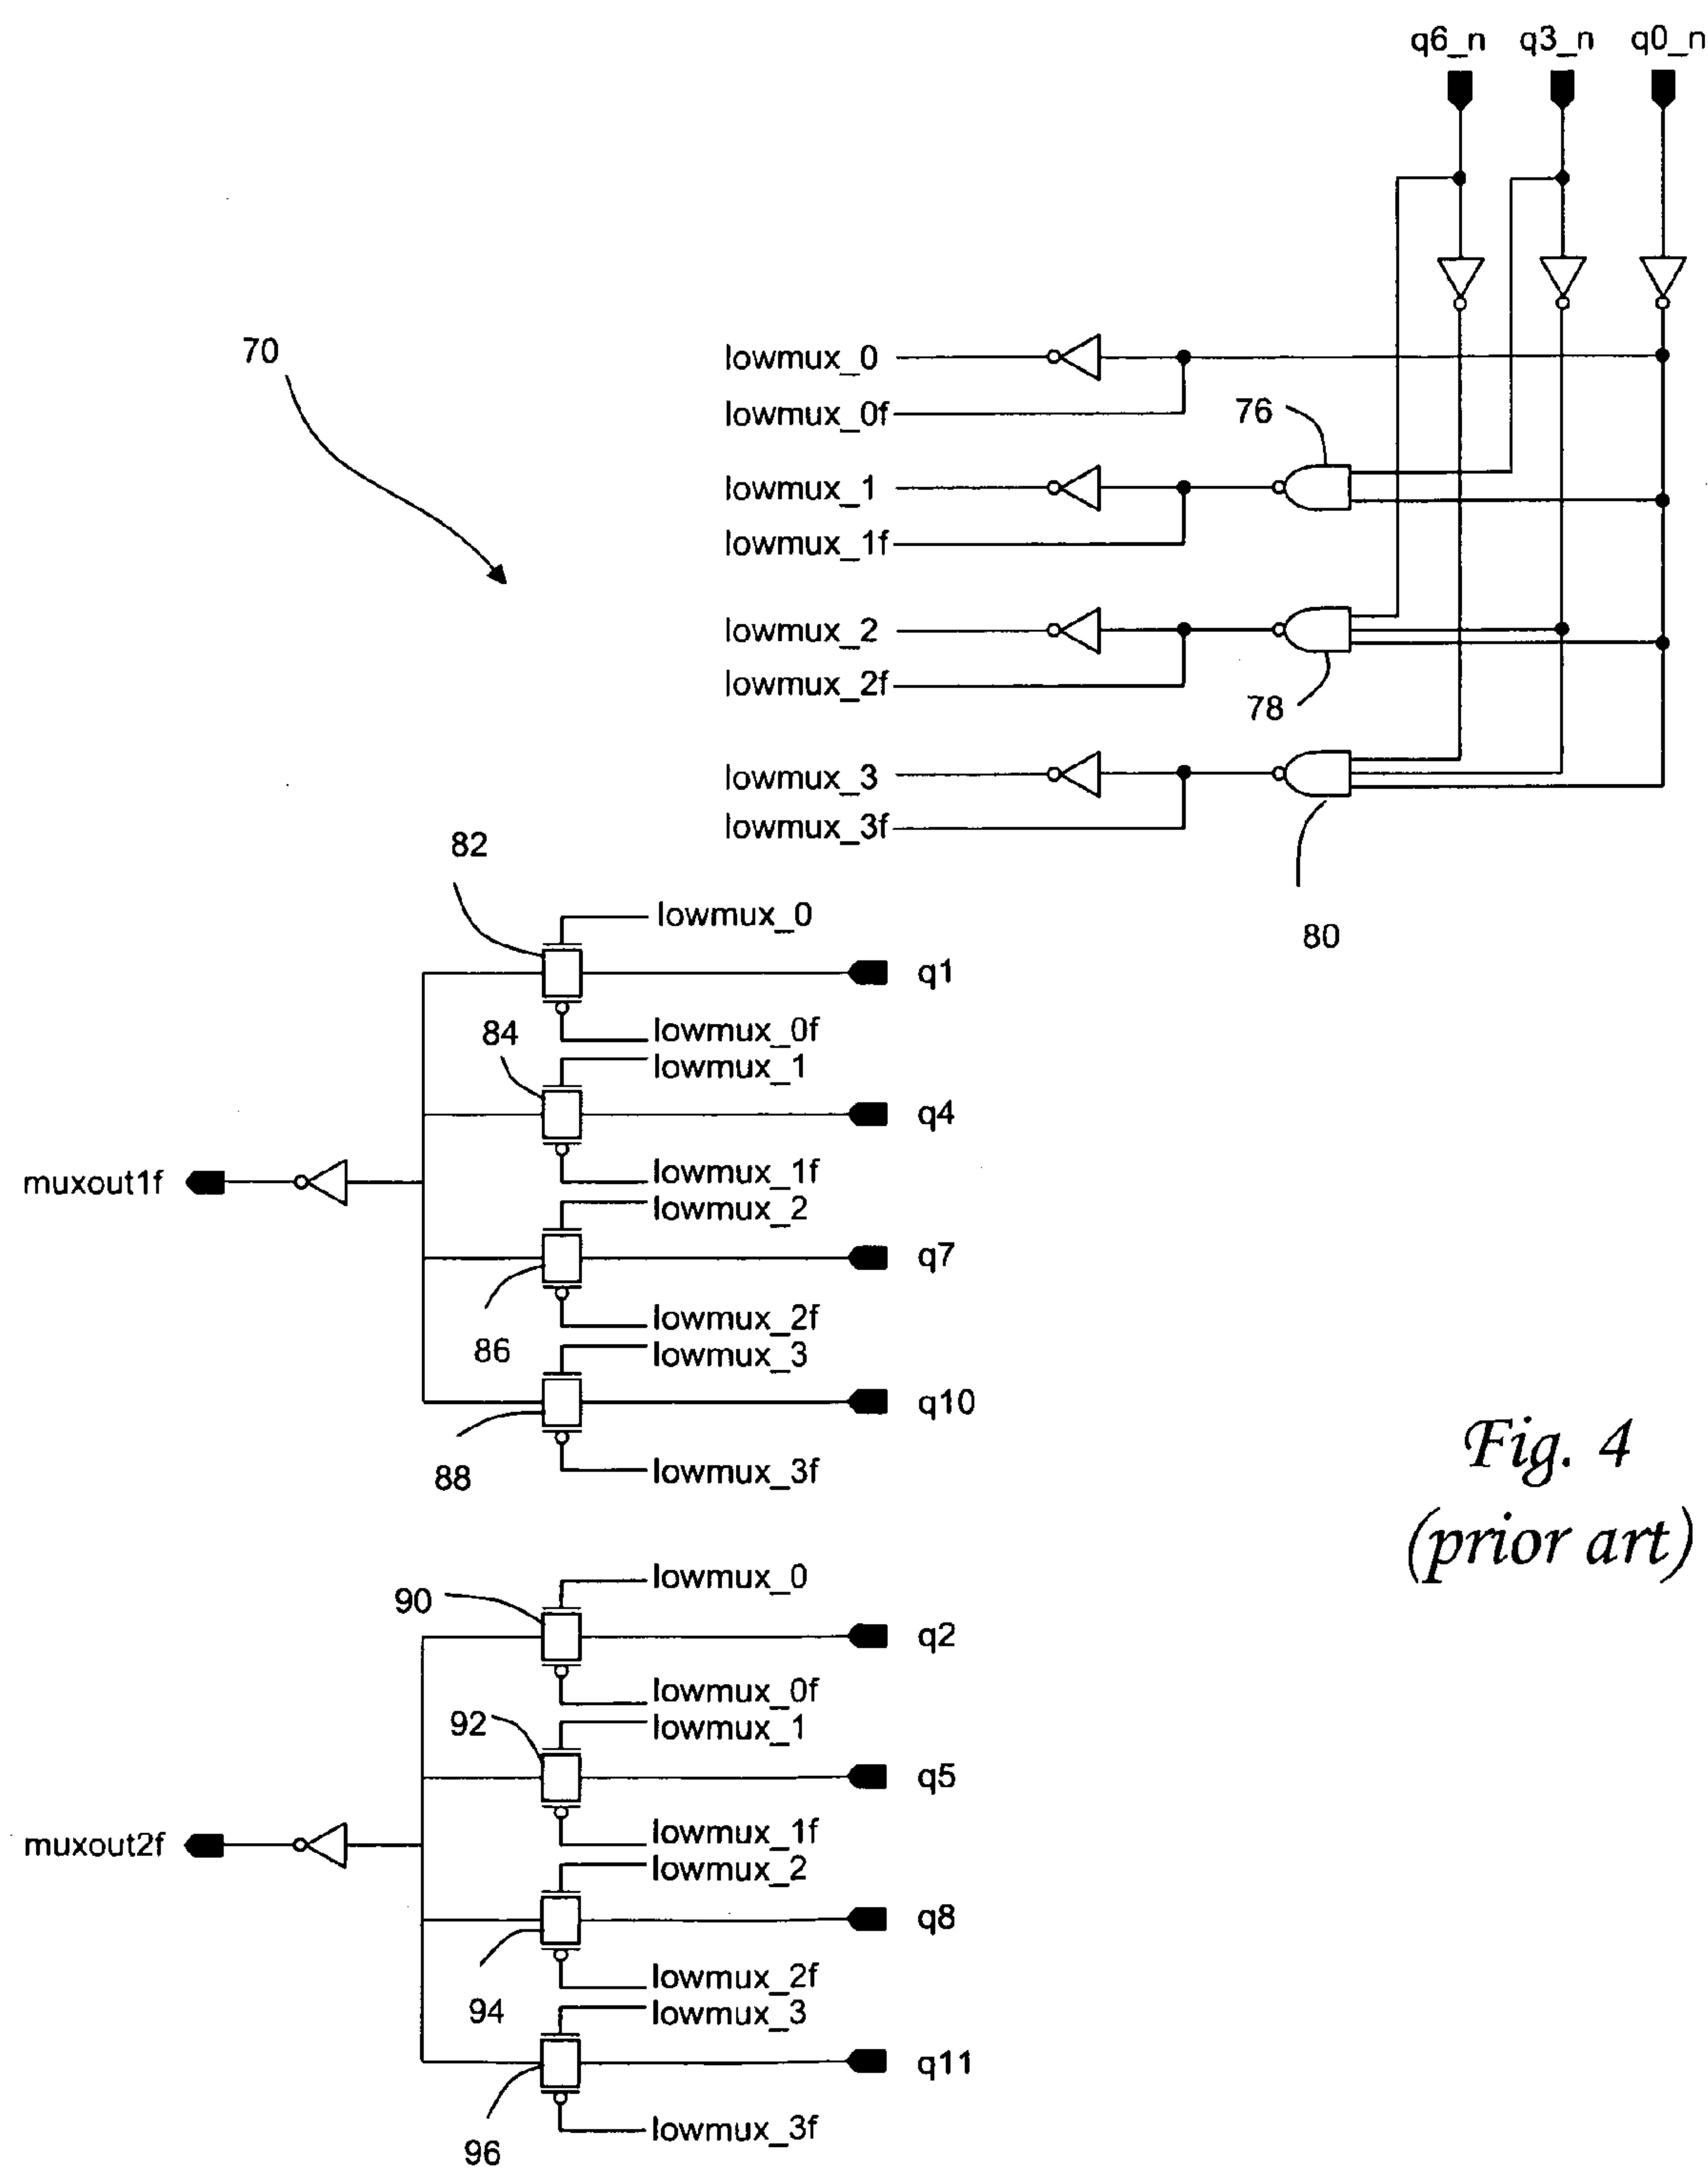 q6_n q3_n q0_n
70
lowmux_0
lowmux_0f
76
lowmux_1
lowmux_1f
lowmux_2
lowmux_2f
78
lowmux_3
lowmux_3f
80
82
lowmux_0
q1
lowmux_0f
84
lowmux_1
q4
lowmux_1f
muxout1f
lowmux_2
q7
lowmux_2f
86
lowmux_3
q10
lowmux_3f
88
Fig. 4
(prior art)
lowmux_0
90
q2
lowmux_0f
92
lowmux_1
q5
lowmux_1f
muxout2f
lowmux_2
q8
lowmux_2f
94
lowmux_3
q11
lowmux_3f
96